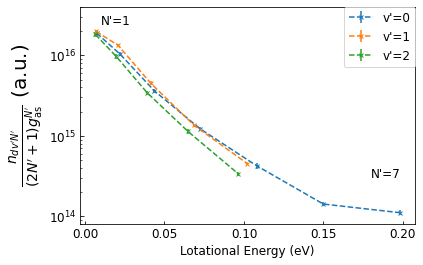 N'=1
v'=0
v'=1
v'=2
N'=7
10^16
10^15
10^14
n_{dv'N'} / (2N' + 1)g_{as}^{N'} (a.u.)
0.00 0.05 0.10 0.15 0.20
Lotational Energy (eV)